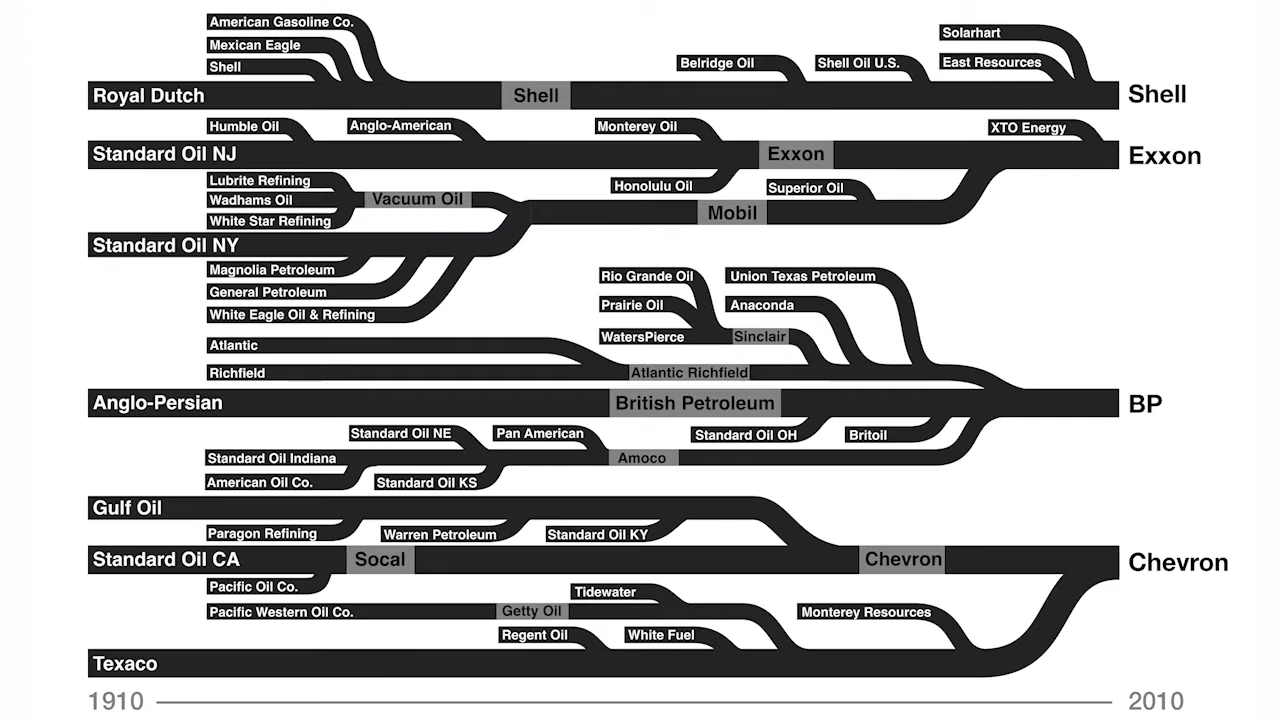 American Gasoline Co.
Mexican Eagle
Shell
Royal Dutch
Shell
Belridge Oil
Shell Oil U.S.
Solarhart
East Resources
Shell
Humble Oil
Anglo-American
Monterey Oil
XTO Energy
Standard Oil NJ
Exxon
Exxon
Lubrite Refining
Wadhams Oil
White Star Refining
Vacuum Oil
Honolulu Oil
Superior Oil
Mobil
Standard Oil NY
Magnolia Petroleum
General Petroleum
White Eagle Oil & Refining
Rio Grande Oil
Union Texas Petroleum
Prairie Oil
Anaconda
WatersPierce
Sinclair
Atlantic
Richfield
Atlantic Richfield
Anglo-Persian
British Petroleum
BP
Standard Oil NE
Pan American
Standard Oil OH
Britoil
Standard Oil Indiana
Amoco
American Oil Co.
Standard Oil KS
Gulf Oil
Paragon Refining
Warren Petroleum
Standard Oil KY
Standard Oil CA
Socal
Chevron
Chevron
Pacific Oil Co.
Tidewater
Pacific Western Oil Co.
Getty Oil
Monterey Resources
Regent Oil
White Fuel
Texaco
1910
2010